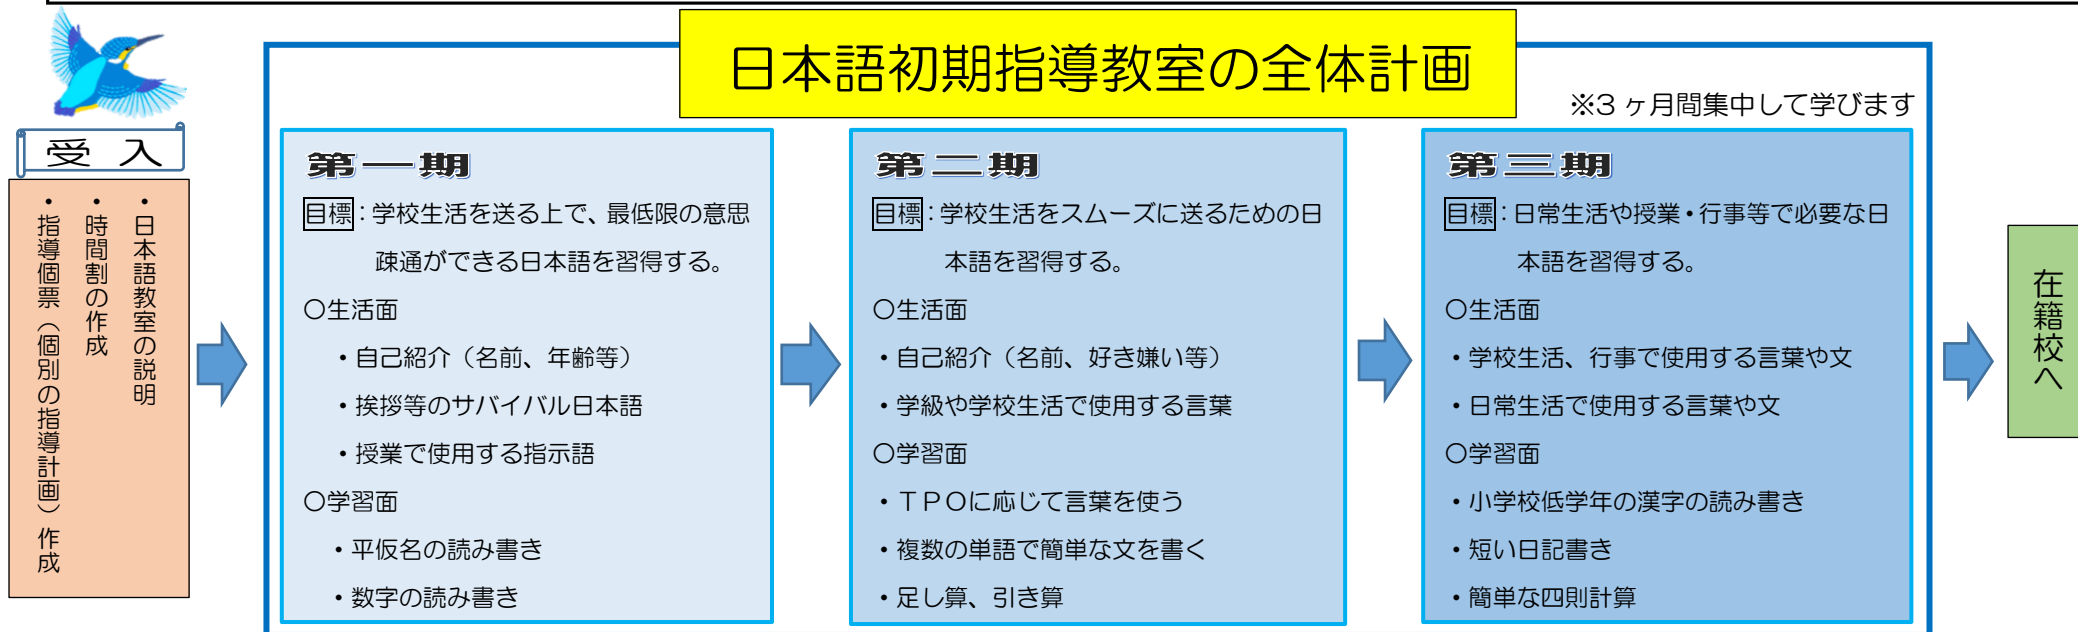 日本語初期指導教室の全体計画
※3ヶ月間集中して学びます
受 入
・日本語教室の説明
・時間割の作成
・指導個票（個別の指導計画）作成
第一期
目標：学校生活を送る上で、最低限の意思
疎通ができる日本語を習得する。
〇生活面
・自己紹介（名前、年齢等）
・挨拶等のサバイバル日本語
・授業で使用する指示語
〇学習面
・平仮名の読み書き
・数字の読み書き
第二期
目標：学校生活をスムーズに送るための日
本語を習得する。
〇生活面
・自己紹介（名前、好き嫌い等）
・学級や学校生活で使用する言葉
〇学習面
・ＴＰＯに応じて言葉を使う
・複数の単語で簡単な文を書く
・足し算、引き算
第三期
目標：日常生活や授業・行事等で必要な日
本語を習得する。
〇生活面
・学校生活、行事で使用する言葉や文
・日常生活で使用する言葉や文
〇学習面
・小学校低学年の漢字の読み書き
・短い日記書き
・簡単な四則計算
在籍校へ